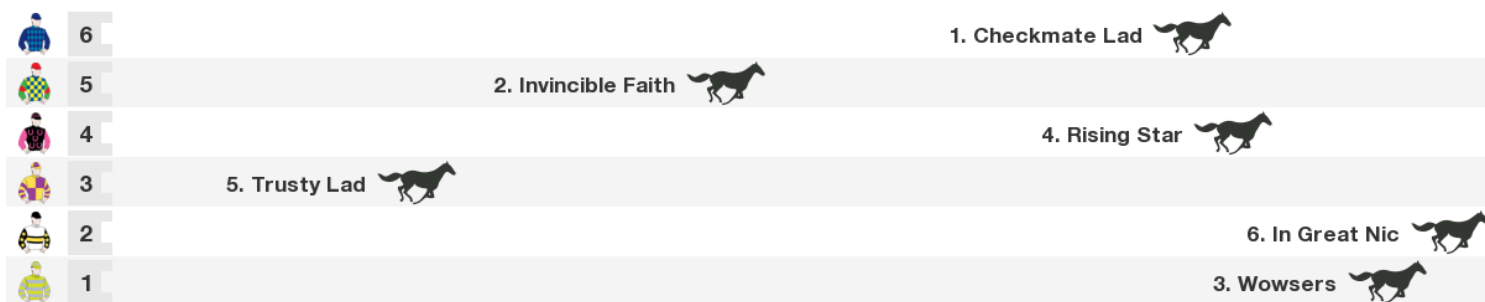 6 1. Checkmate Lad
5 2. Invincible Faith
4 4. Rising Star
3 5. Trusty Lad
2 6. In Great Nic
1 3. Wowsers